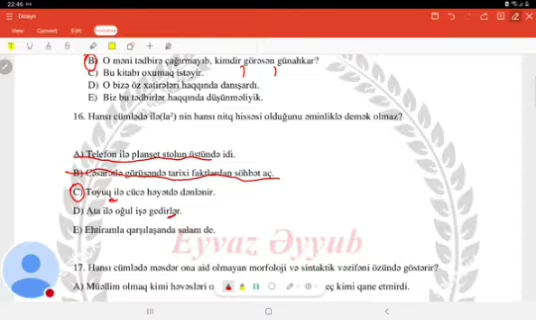 22:46
Dizayn
View Convert Edit
B) O məni tədbirə çağırmayıb, kimdir görəsən günahkar?
C) Bu kitabı oxumaq istəyir.
D) O bizə öz xatirələri haqqında danışardı.
E) Biz bu tədbirlər haqqında düşünməliyik.
16. Hansı cümlədə ilə(la²) nin hansı nitq hissəsi olduğunu əminliklə demək olmaz?
A) Telefon ilə planşet stolun üstündə idi.
B) Cəsarətlə görüşəndə tarixi faktlardan söhbət aç.
C) Toyuq ilə cücə həyətdə dənlənir.
D) Ata ilə oğul işə gedirlər.
E) Ehtiramla qarşılaşanda salam de.
Eyvaz Əyyub
17. Hansı cümlədə məsdər ona aid olmayan morfoloji və sintaktik vəzifəni özündə göstərir?
A) Müəllim olmaq kimi həvəsləri o eç kimi qane etmirdi.